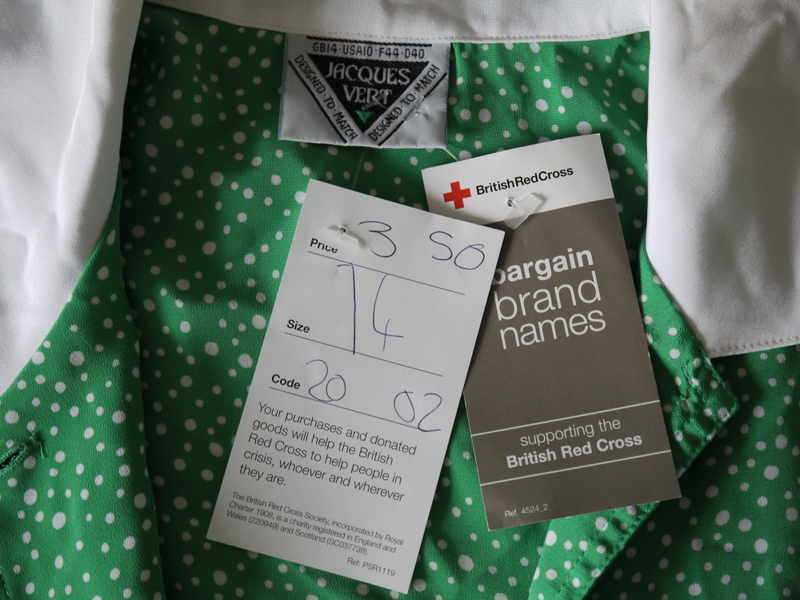 GB14·USA10·F44·D40
DESIGNED·TO·MATCH
JACQUES
VERT
DESIGNED·TO·MATCH
Price 3 50
Size 14
Code 20 02
Your purchases and donated
goods will help the British
Red Cross to help people in
crisis, whoever and wherever
they are.
The British Red Cross Society, incorporated by Royal
Charter 1908, is a charity registered in England and
Wales (220949) and Scotland (SC037738).
Ref: PSR1119
BritishRedCross
bargain
brand
names
supporting the
British Red Cross
Ref. 4524_2